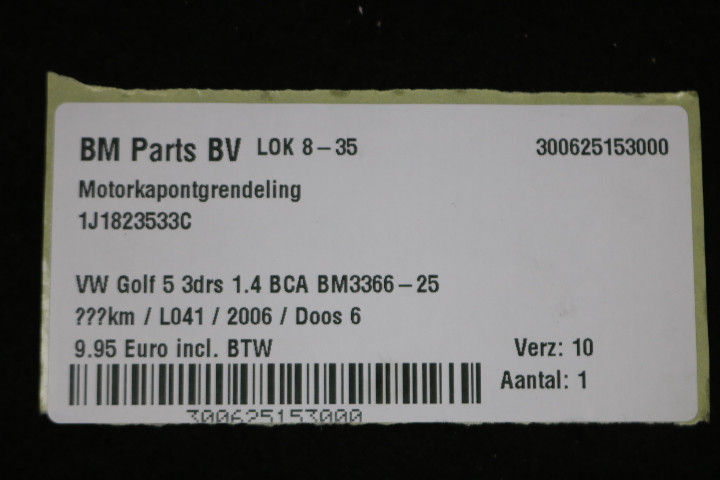 BM Parts BV LOK 8-35 300625153000
Motorkapontgrendeling
1J1823533C
VW Golf 5 3drs 1.4 BCA BM3366-25
???km / L041 / 2006 / Doos 6
9.95 Euro incl. BTW Verz: 10
Aantal: 1
300625153000